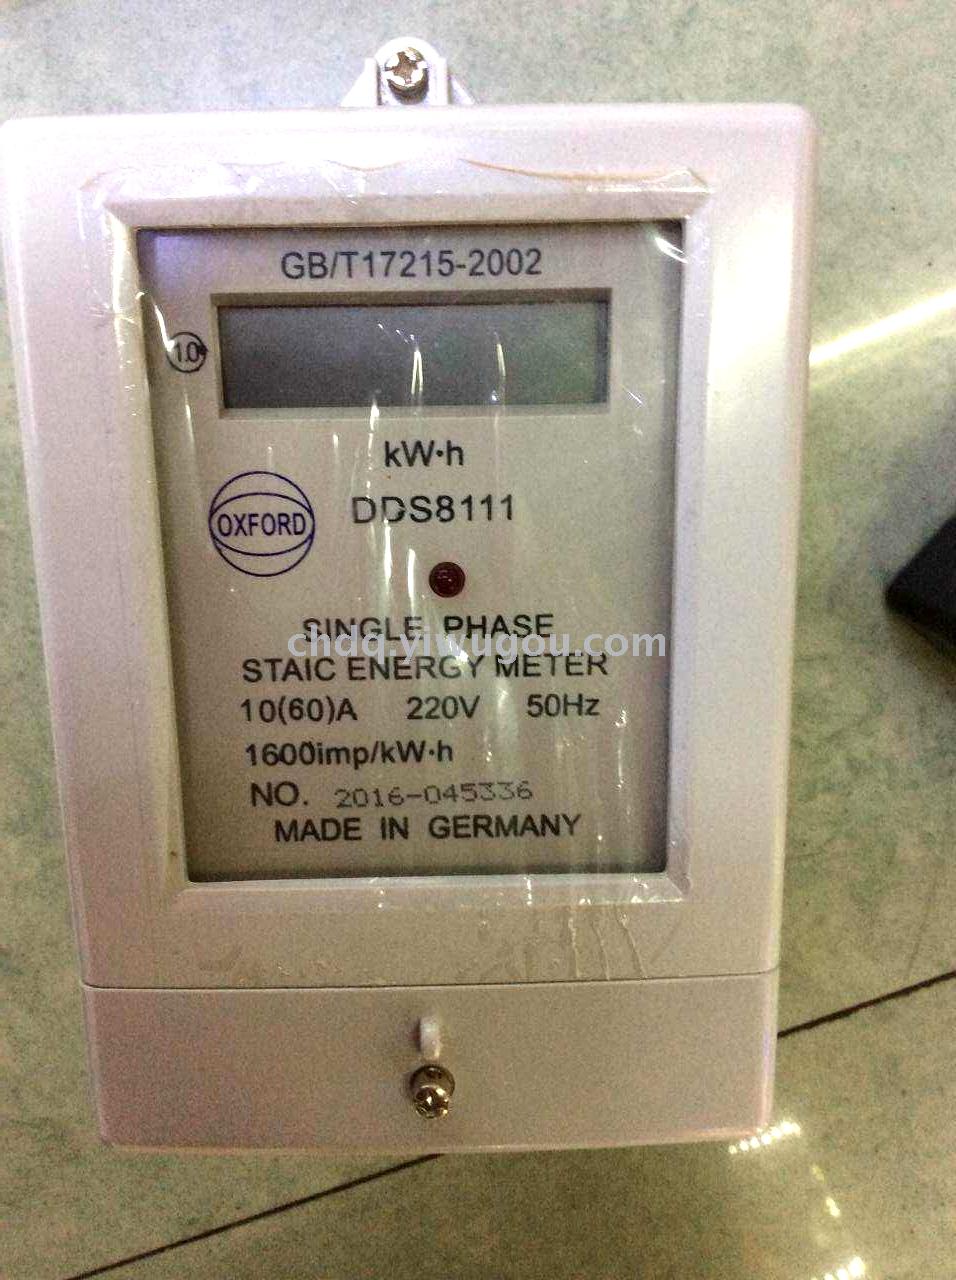 GB/T17215-2002
1.0
kW·h
OXFORD
DDS8111
SINGLE PHASE
chdq.yiwugou.com
STAIC ENERGY METER
10(60)A 220V 50Hz
1600imp/kW·h
NO. 2016-045336
MADE IN GERMANY